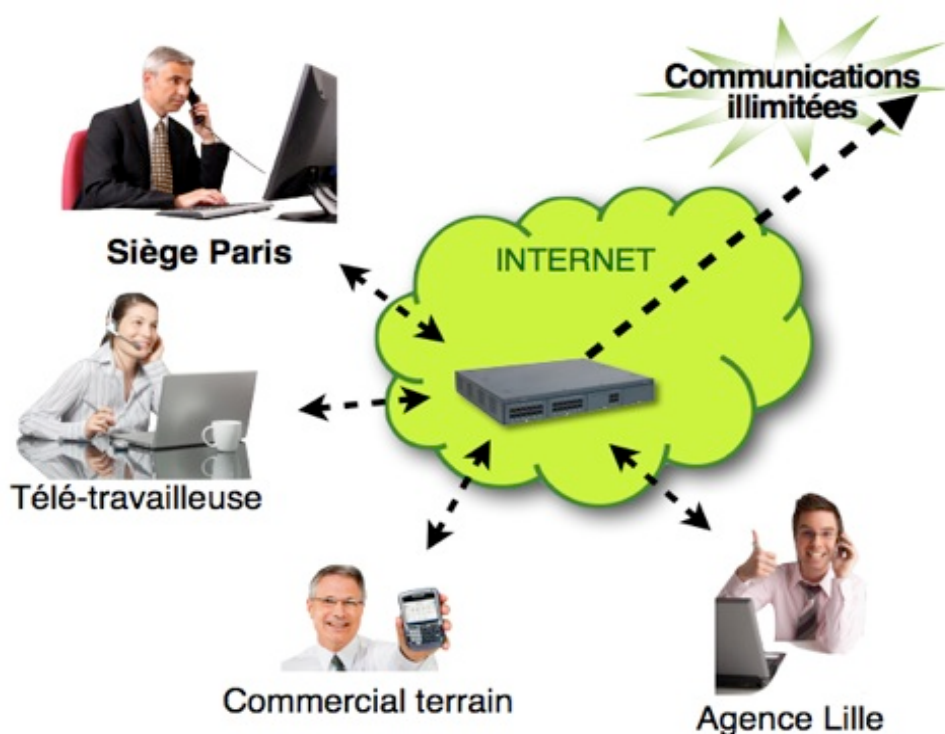 Communications
illimitées
INTERNET
Siège Paris
Télé-travailleuse
Commercial terrain
Agence Lille